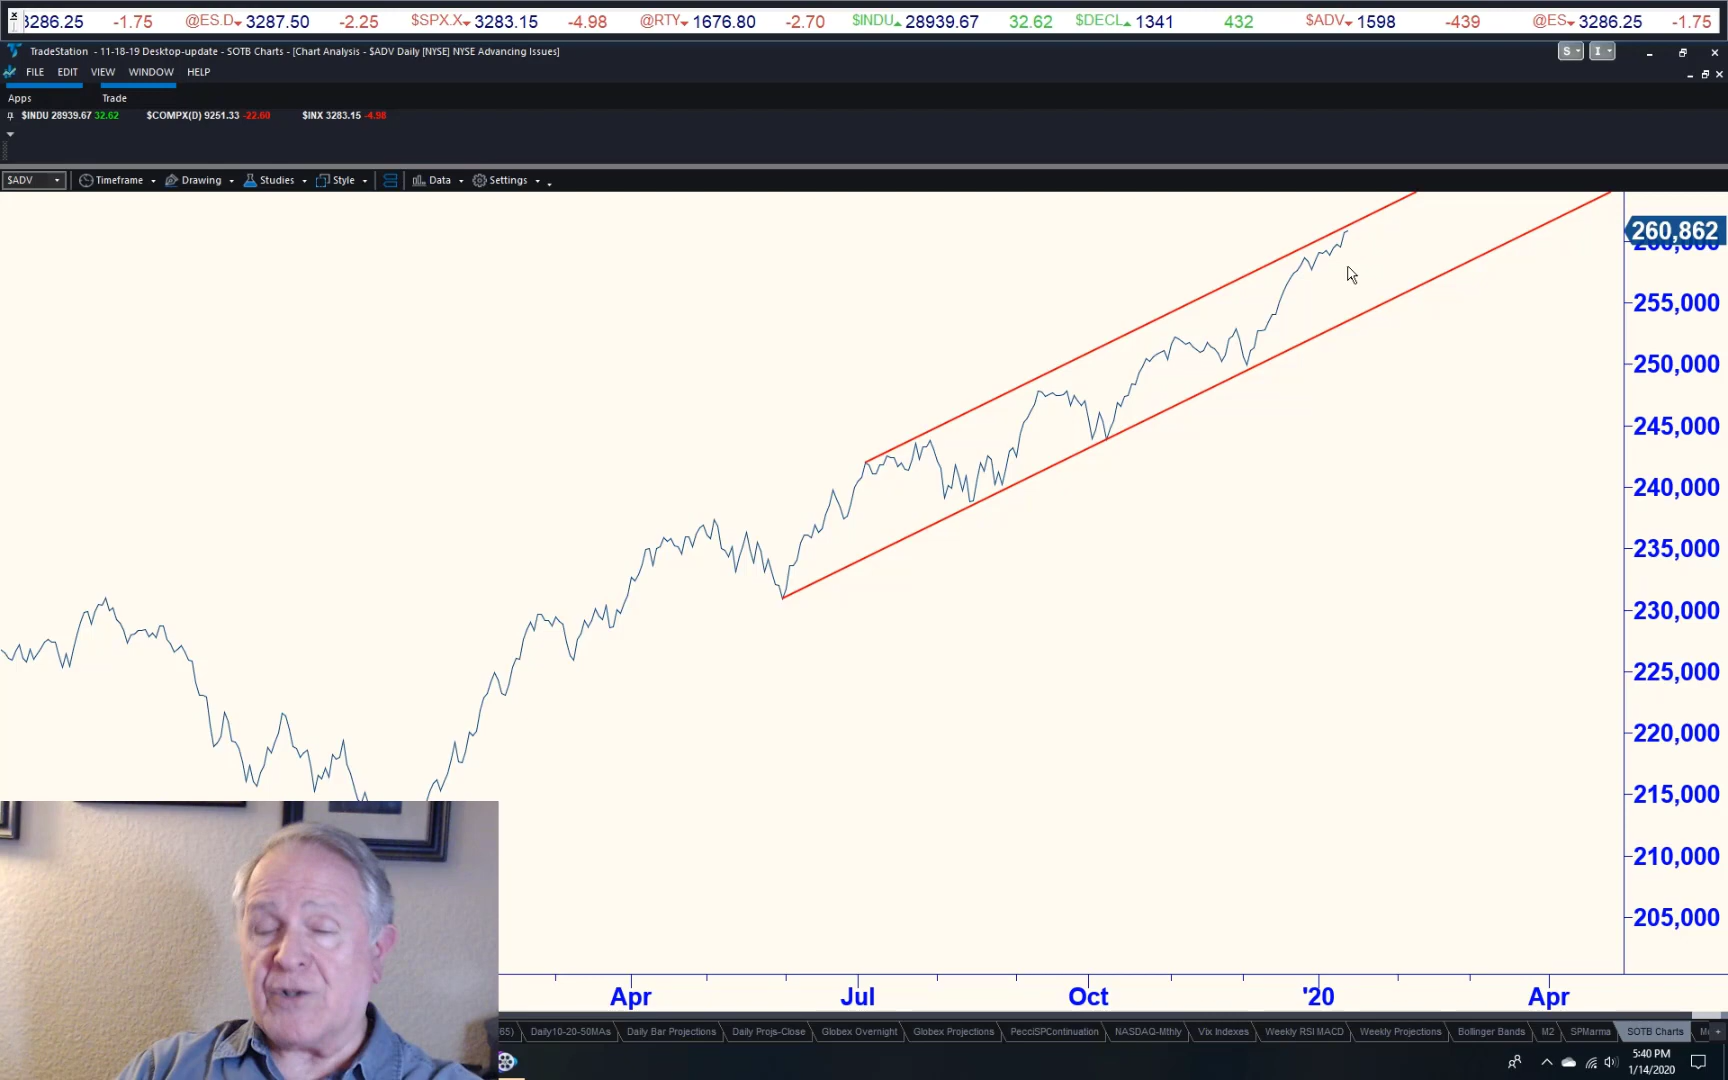 3286.25 -1.75 @ES.D 3287.50 -2.25 $SPX.X 3283.15 -4.98 @RTY 1676.80 -2.70 $INDU 28939.67 32.62 $DECL 1341 432 $ADV 1598 -439 @ES 3286.25 -1.75
TradeStation - 11-18-19 Desktop-update - SOTB Charts - [Chart Analysis - $ADV Daily [NYSE] NYSE Advancing Issues]
S I
FILE EDIT VIEW WINDOW HELP
Apps Trade
$INDU 28939.67 32.62 $COMPX(D) 9251.33 -22.60 $INX 3283.15 -4.98
$ADV Timeframe Drawing Studies Style Data Settings
260,862
260,000
255,000
250,000
245,000
240,000
235,000
230,000
225,000
220,000
215,000
210,000
205,000
Apr Jul Oct '20 Apr
65) Daily10-20-50MAs Daily Bar Projections Daily Projs-Close Globex Overnight Globex Projections PecciSPConvention NASDAQ-Mthly Vix Indexes Weekly RSI MACD Weekly Projections Bollinger Bands M2 SPMarma SOTB Charts
5:40 PM
1/14/2020